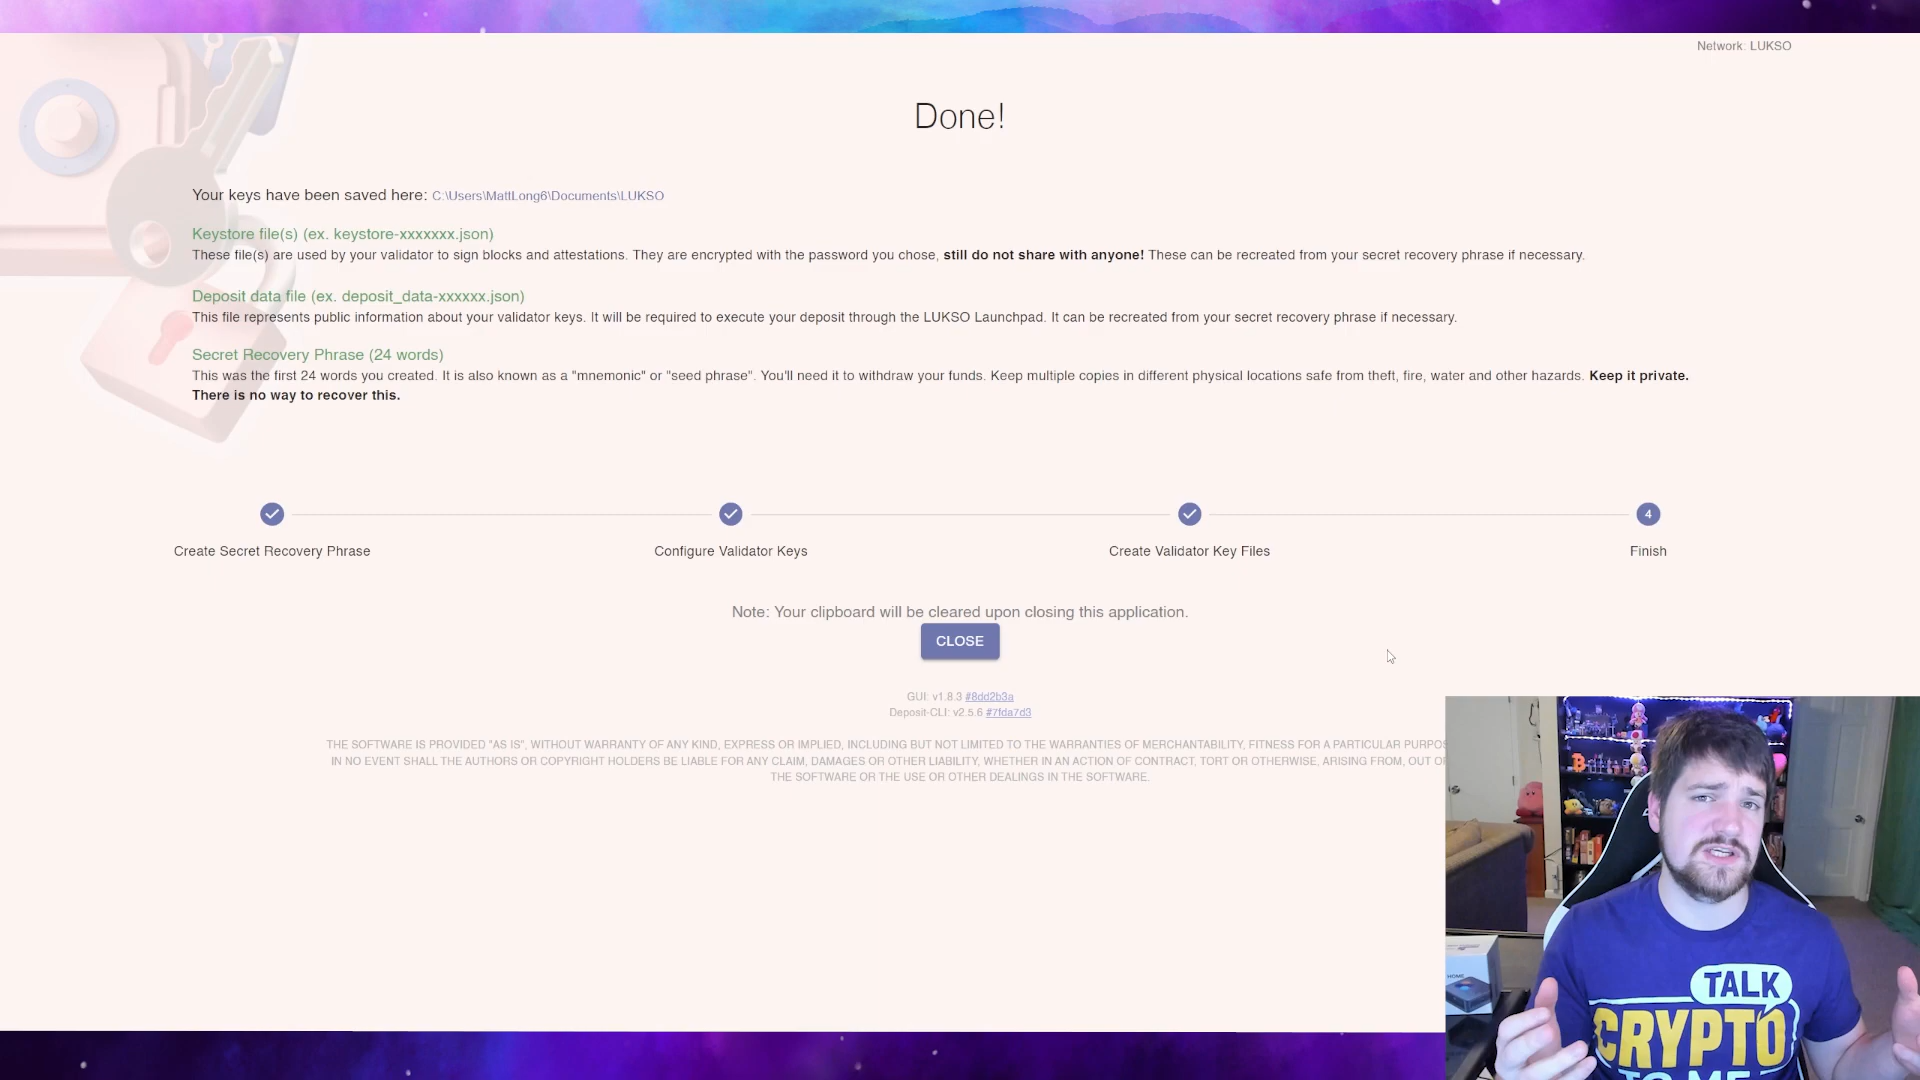 Network: LUKSO
Done!
Your keys have been saved here: C:\Users\MattLong6\Documents\LUKSO
Keystore file(s) (ex. keystore-xxxxxxx.json)
These file(s) are used by your validator to sign blocks and attestations. They are encrypted with the password you chose, still do not share with anyone! These can be recreated from your secret recovery phrase if necessary.
Deposit data file (ex. deposit_data-xxxxxx.json)
This file represents public information about your validator keys. It will be required to execute your deposit through the LUKSO Launchpad. It can be recreated from your secret recovery phrase if necessary.
Secret Recovery Phrase (24 words)
This was the first 24 words you created. It is also known as a "mnemonic" or "seed phrase". You'll need it to withdraw your funds. Keep multiple copies in different physical locations safe from theft, fire, water and other hazards. Keep it private.
There is no way to recover this.
4
Create Secret Recovery Phrase Configure Validator Keys Create Validator Key Files Finish
Note: Your clipboard will be cleared upon closing this application.
CLOSE
GUI: v1.8.3 #8dd2b3a
Deposit-CLI: v2.5.6 #7fda7d3
THE SOFTWARE IS PROVIDED "AS IS", WITHOUT WARRANTY OF ANY KIND, EXPRESS OR IMPLIED, INCLUDING BUT NOT LIMITED TO THE WARRANTIES OF MERCHANTABILITY, FITNESS FOR A PARTICULAR PURPOS
IN NO EVENT SHALL THE AUTHORS OR COPYRIGHT HOLDERS BE LIABLE FOR ANY CLAIM, DAMAGES OR OTHER LIABILITY, WHETHER IN AN ACTION OF CONTRACT, TORT OR OTHERWISE, ARISING FROM, OUT OF
THE SOFTWARE OR THE USE OR OTHER DEALINGS IN THE SOFTWARE.
HOME
TALK
CRYPTO
TO ME